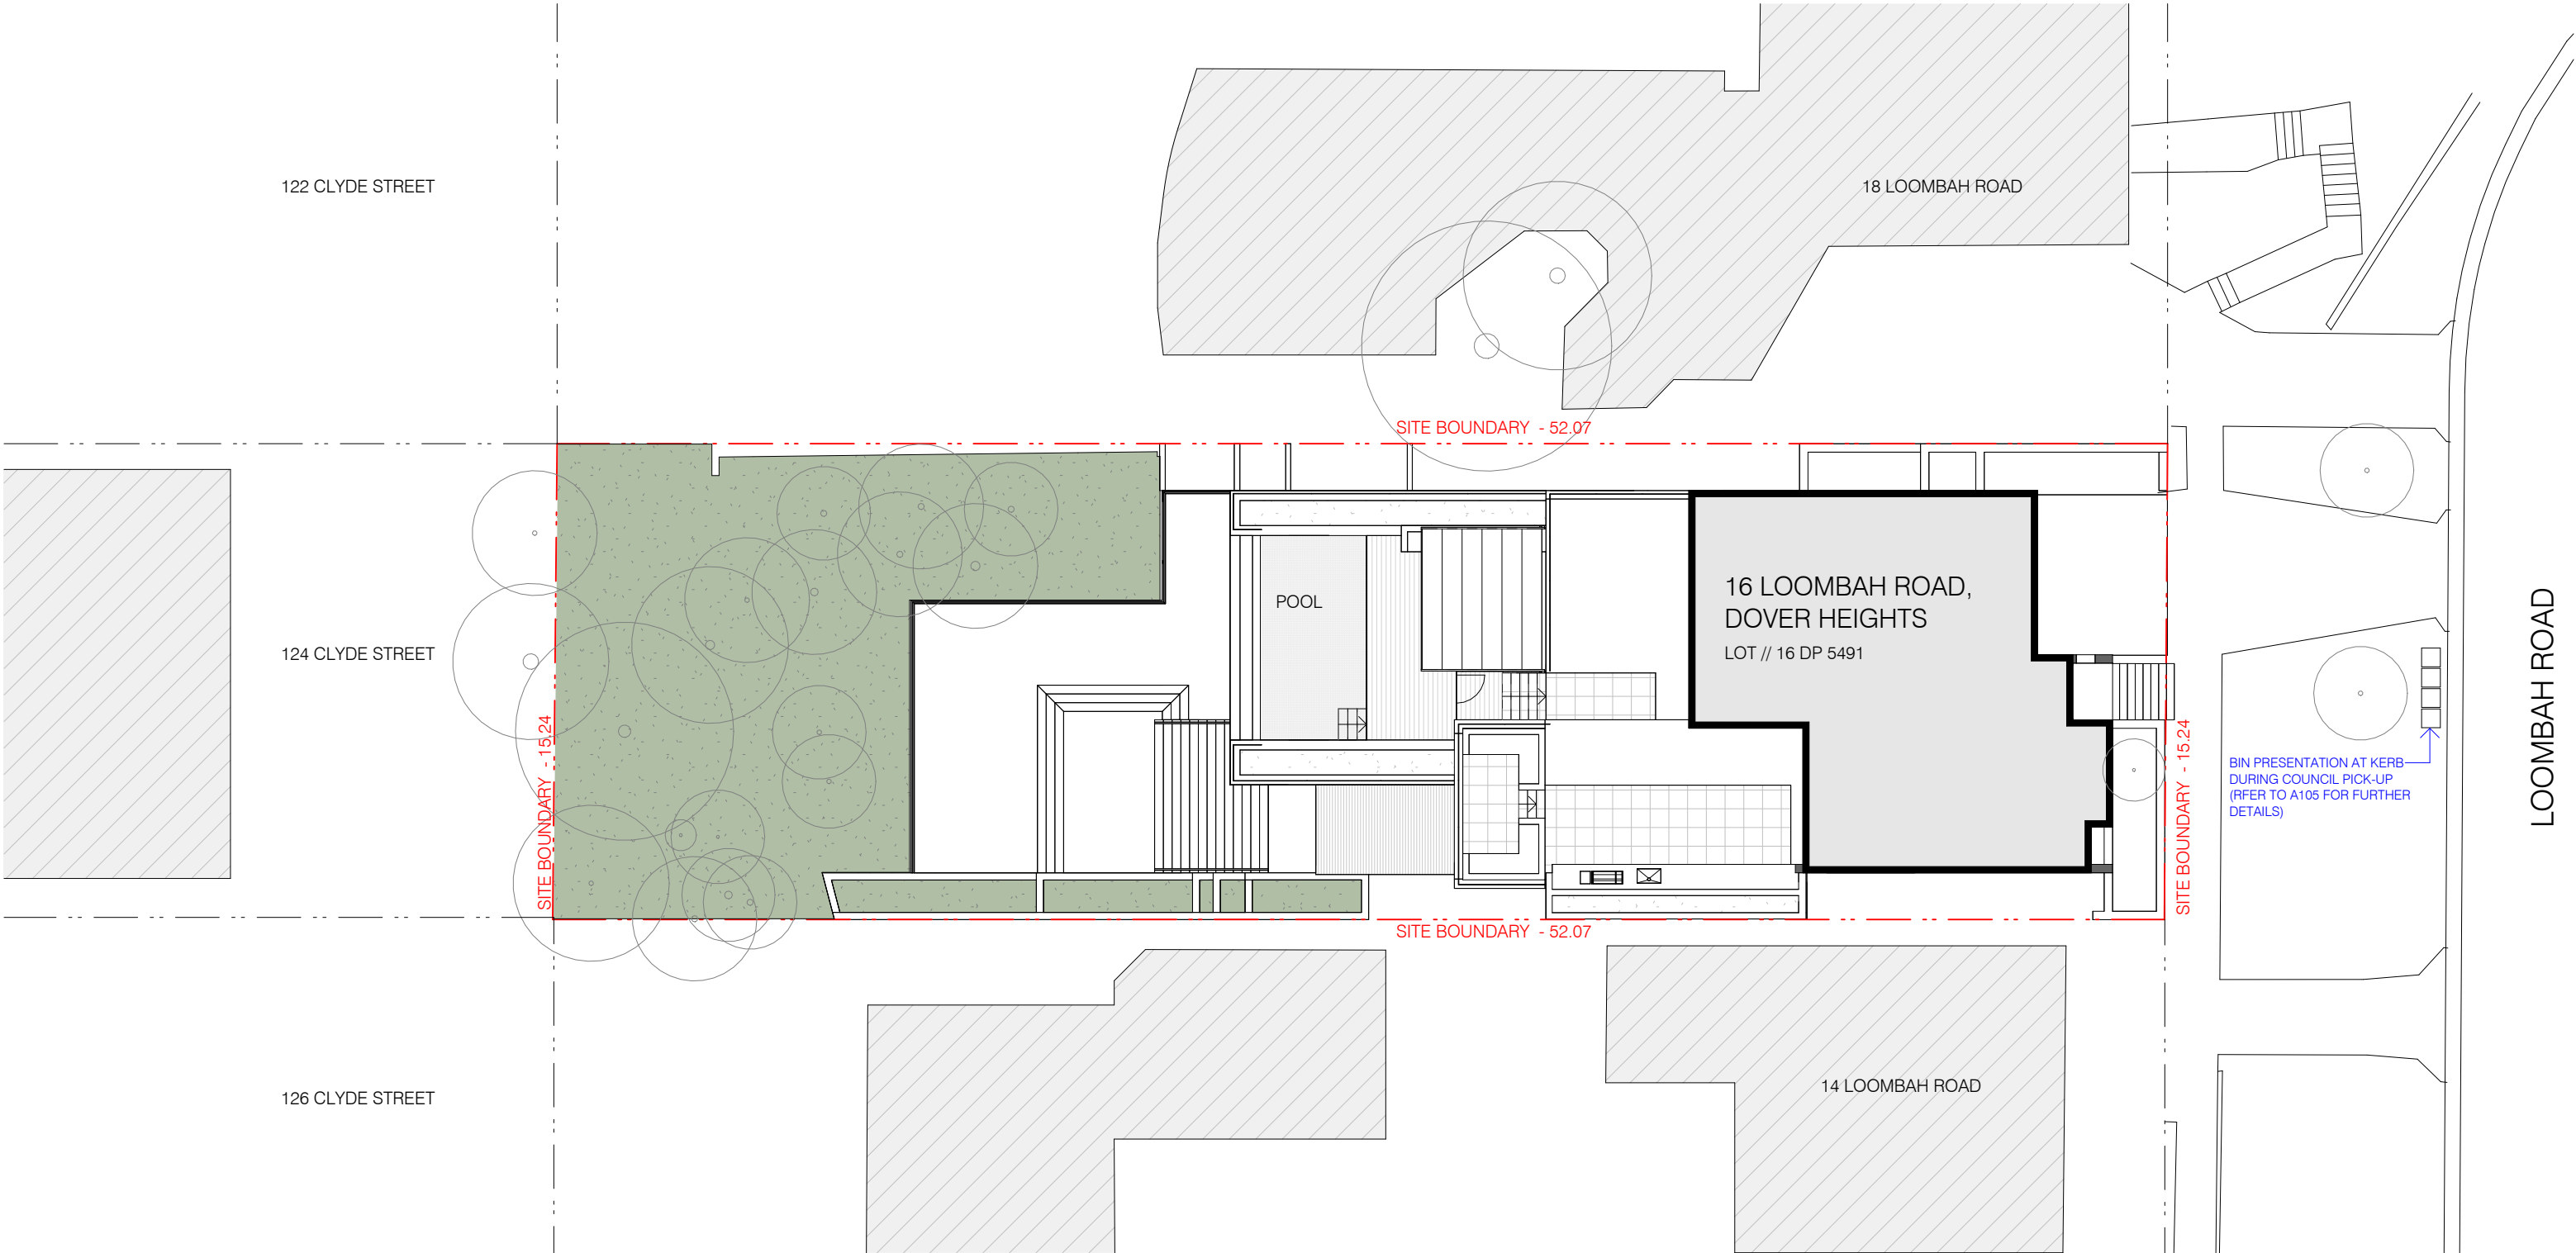 122 CLYDE STREET
18 LOOMBAH ROAD
SITE BOUNDARY - 52.07
16 LOOMBAH ROAD,
DOVER HEIGHTS
LOT // 16 DP 5491
POOL
124 CLYDE STREET
SITE BOUNDARY - 15.24
SITE BOUNDARY - 15.24
BIN PRESENTATION AT KERB
DURING COUNCIL PICK-UP
(RFER TO A105 FOR FURTHER
DETAILS)
LOOMBAH ROAD
SITE BOUNDARY - 52.07
14 LOOMBAH ROAD
126 CLYDE STREET